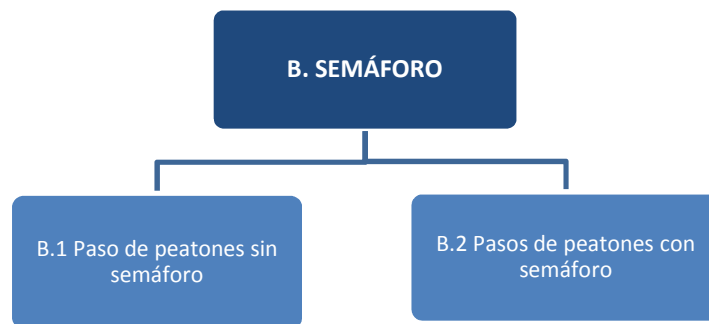 B. SEMÁFORO
B.1 Paso de peatones sin
semáforo
B.2 Pasos de peatones con
semáforo